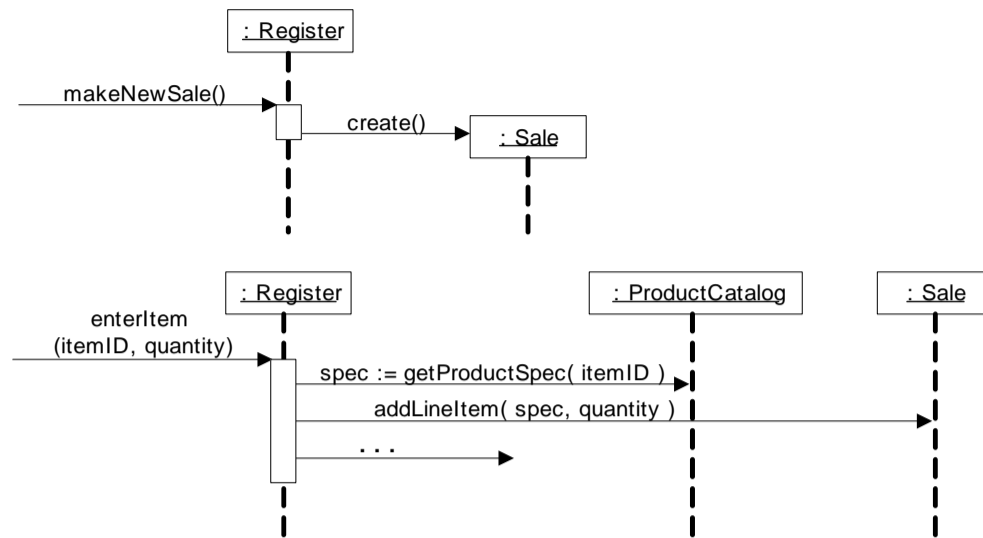 : Register
makeNewSale()
create()
: Sale
: Register
: ProductCatalog
: Sale
enterItem
(itemID, quantity)
spec := getProductSpec( itemID )
addLineItem( spec, quantity )
. . .